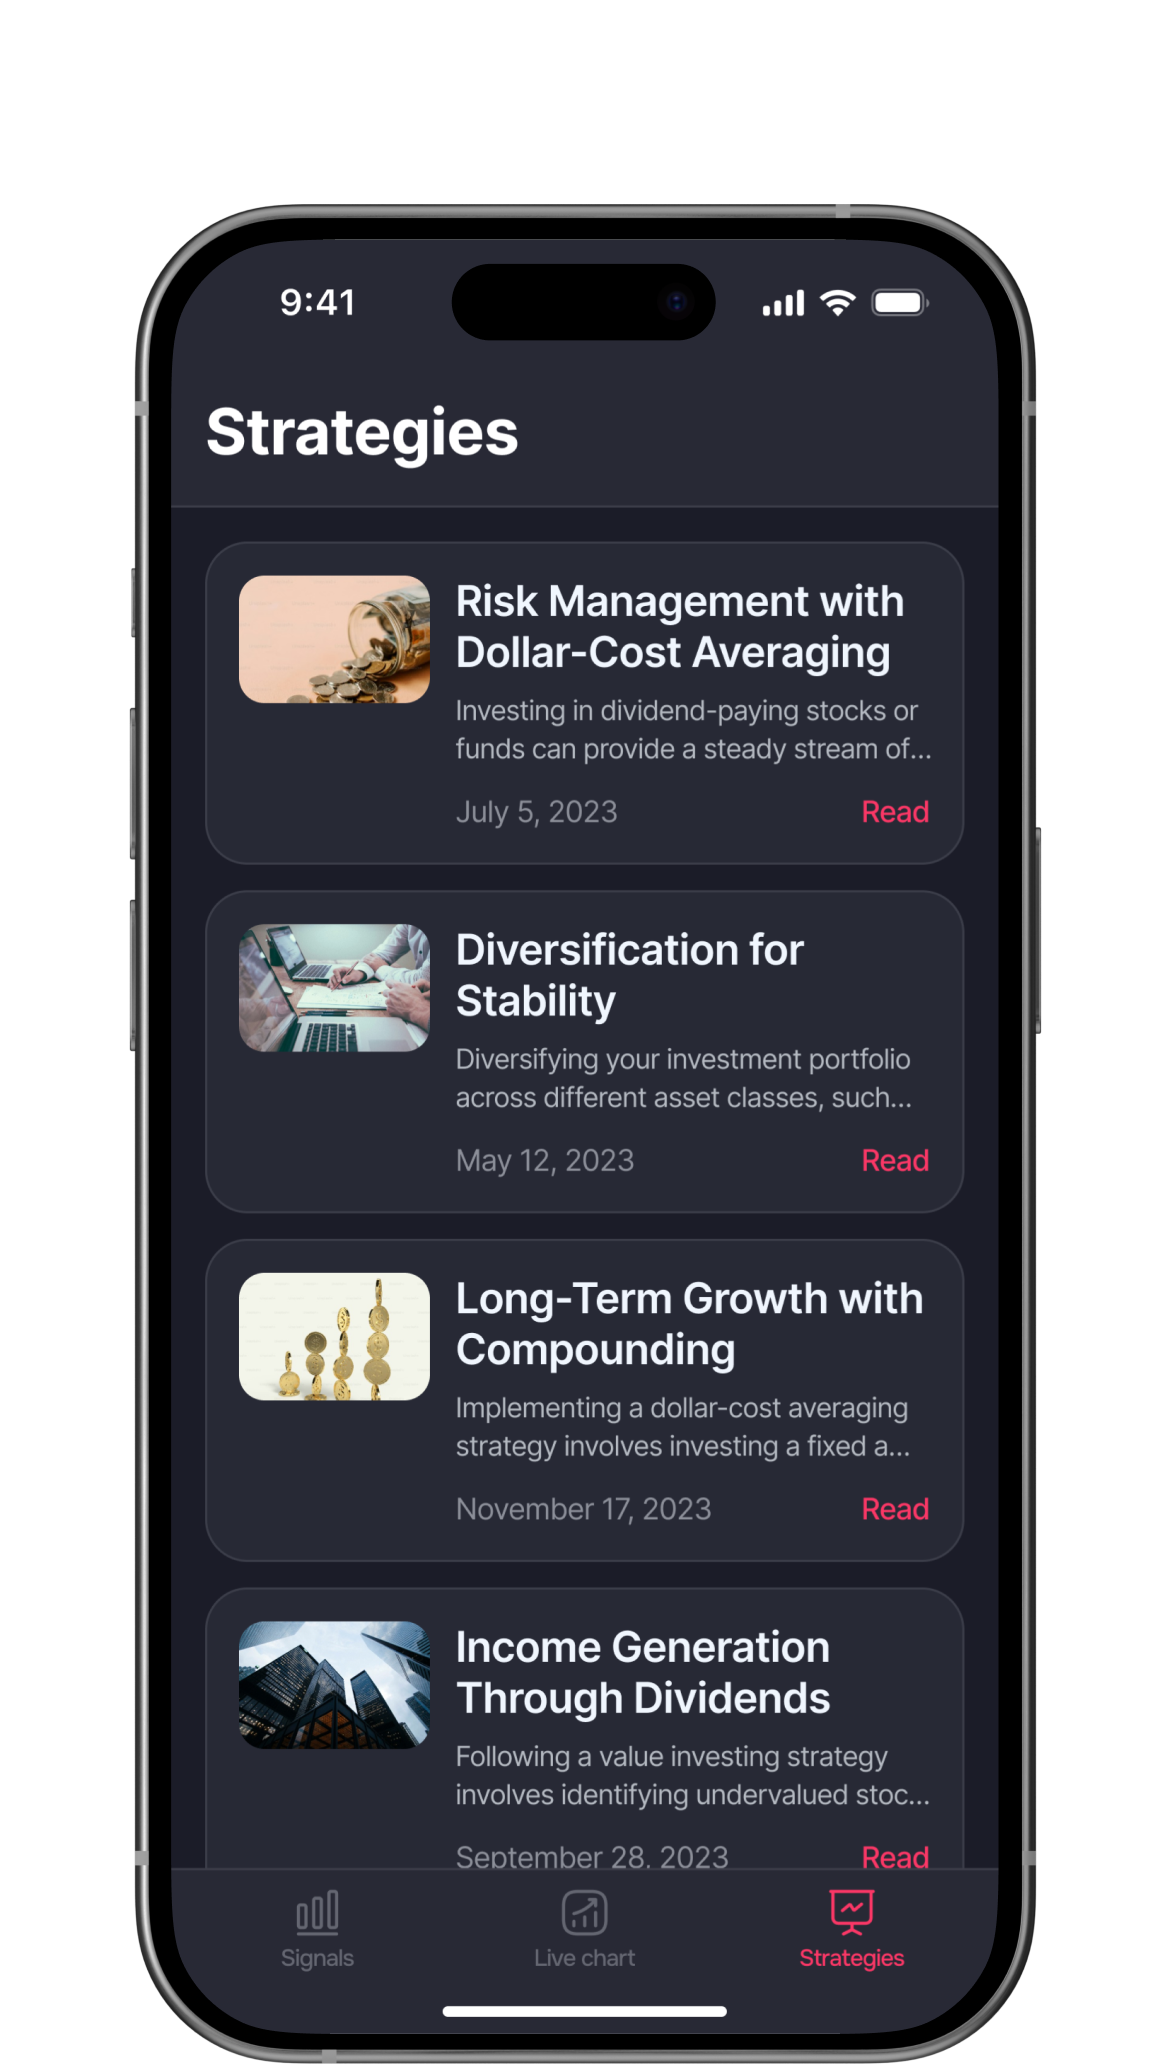 9:41
Strategies
Risk Management with
Dollar-Cost Averaging
Investing in dividend-paying stocks or
funds can provide a steady stream of...
July 5, 2023
Read
Diversification for
Stability
Diversifying your investment portfolio
across different asset classes, such...
May 12, 2023
Read
Long-Term Growth with
Compounding
Implementing a dollar-cost averaging
strategy involves investing a fixed a...
November 17, 2023
Read
Income Generation
Through Dividends
Following a value investing strategy
involves identifying undervalued stoc...
September 28, 2023
Read
Signals
Live chart
Strategies